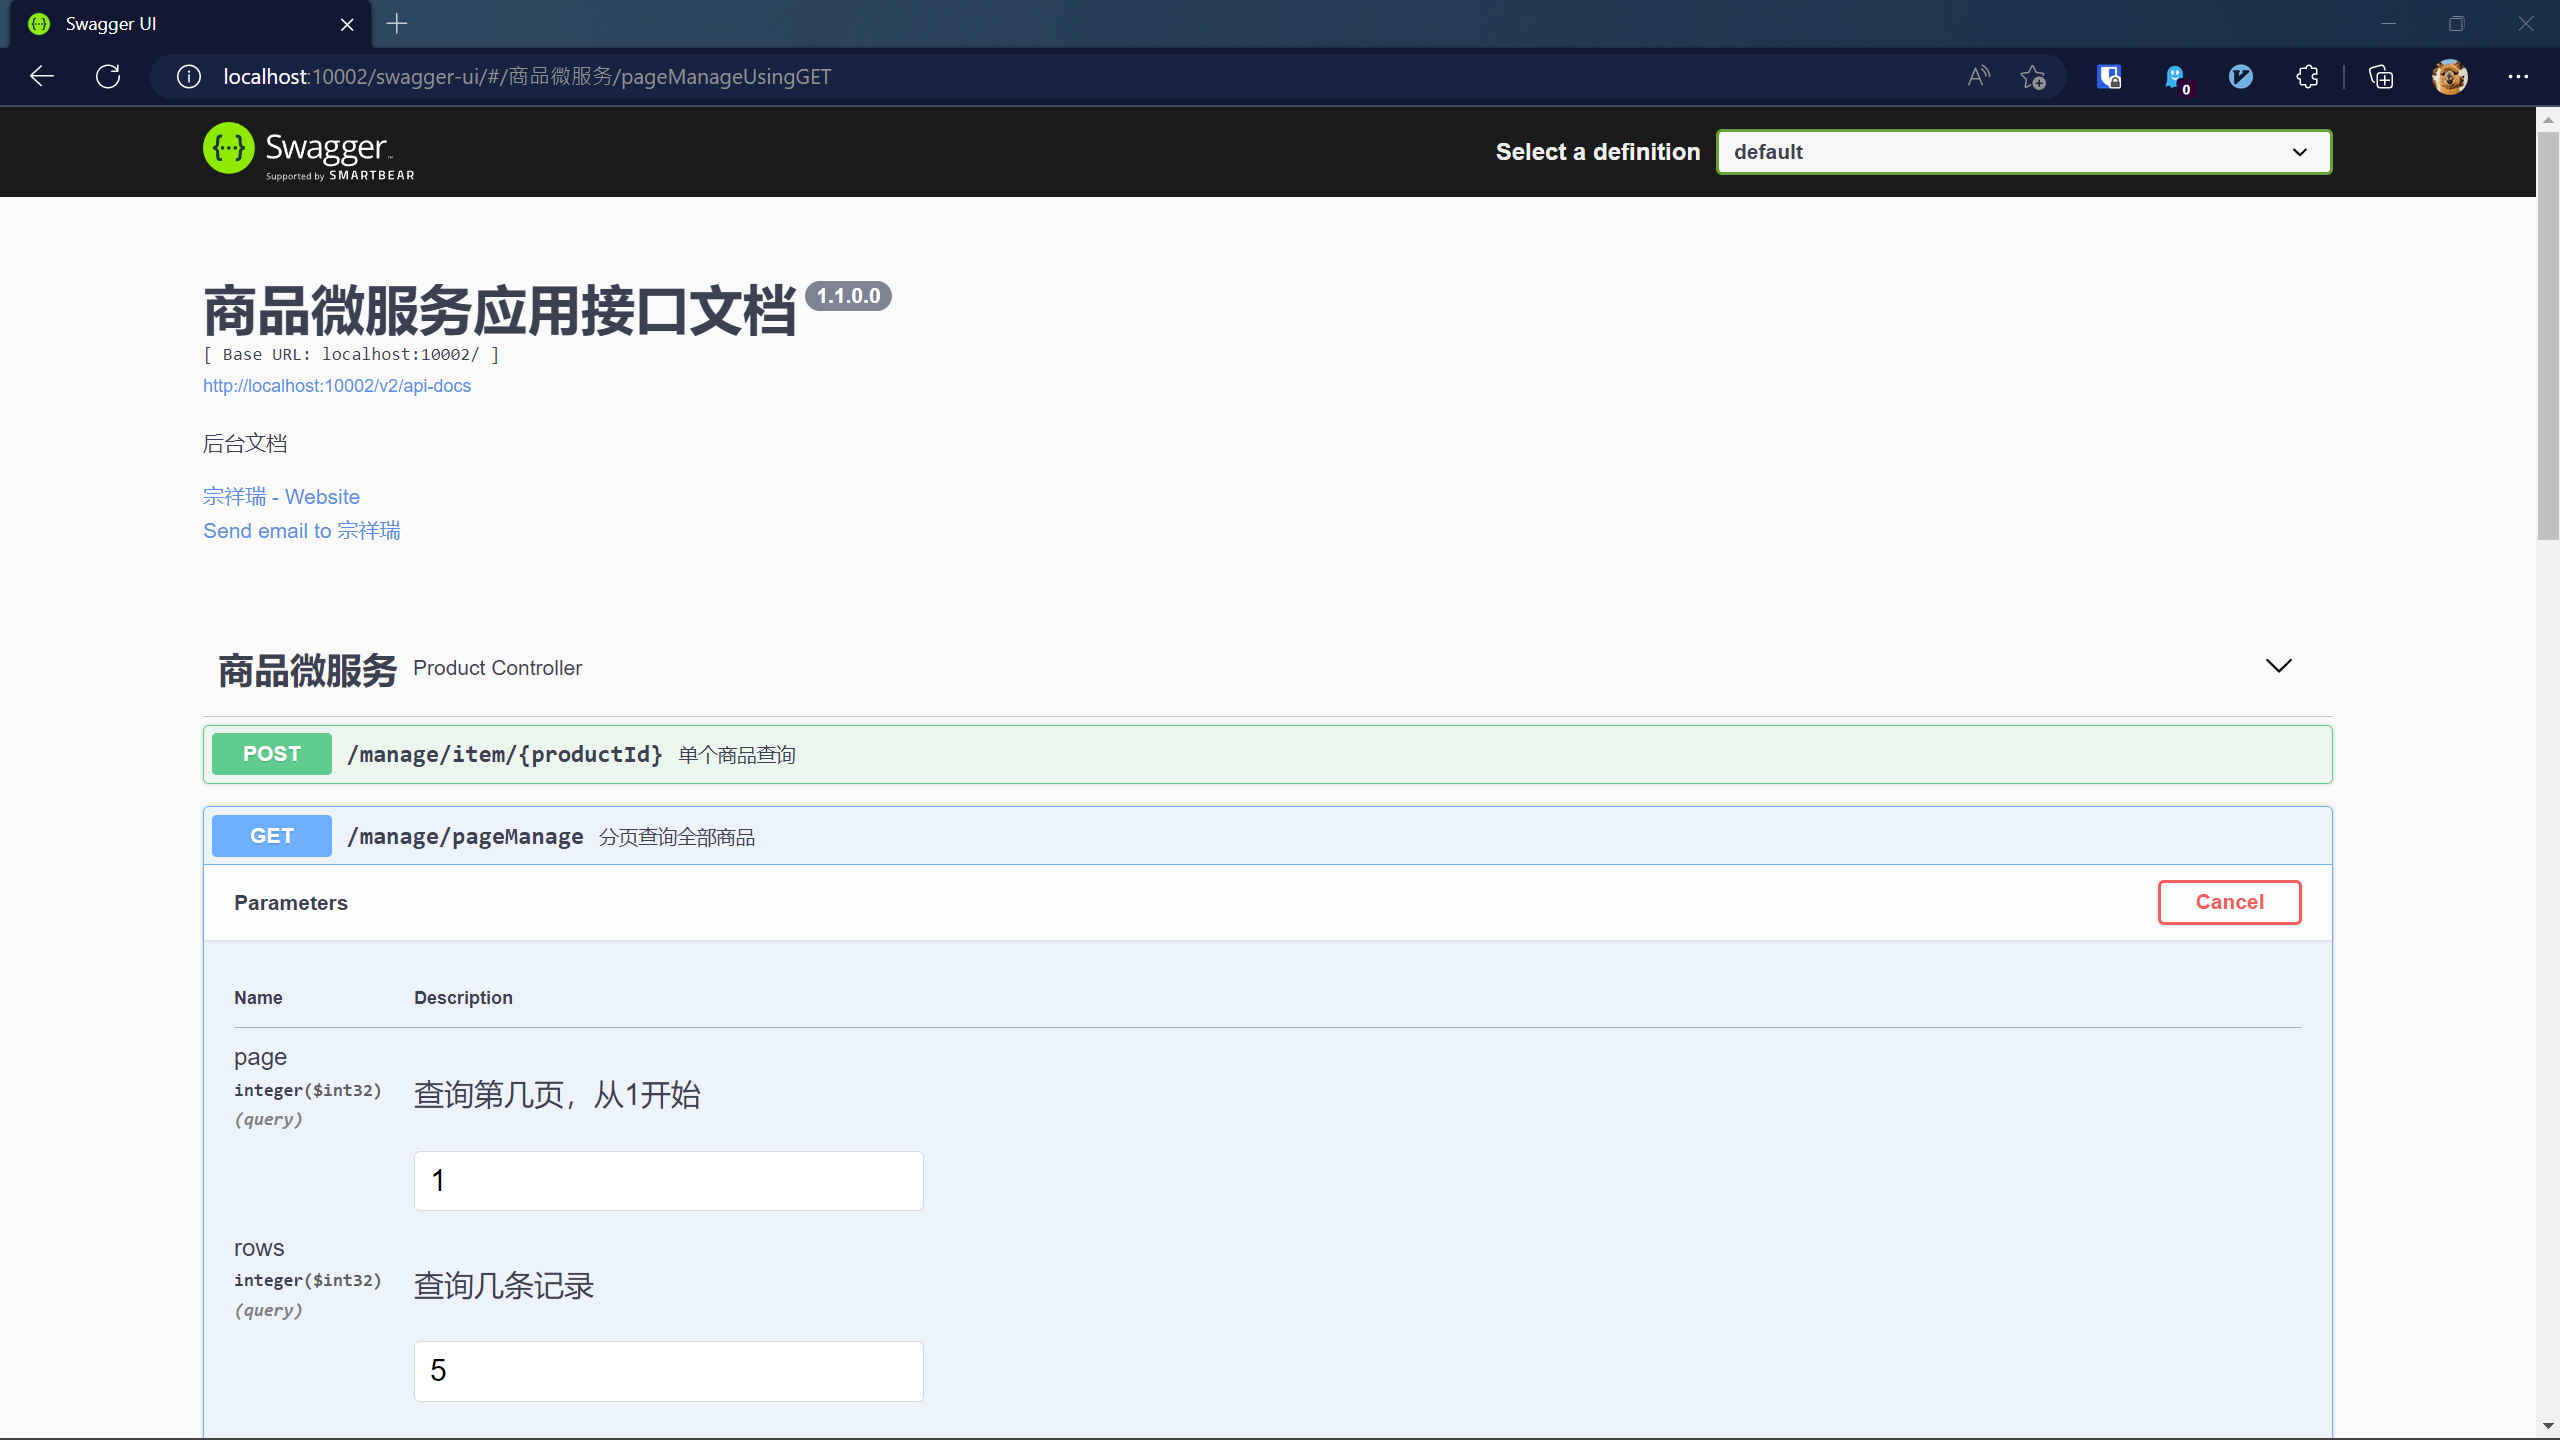 Swagger UI
localhost:10002/swagger-ui/#/商品微服务/pageManageUsingGET
0
Swagger
Supported by SMARTBEAR
Select a definition
default
商品微服务应用接口文档 1.1.0.0
[ Base URL: localhost:10002/ ]
http://localhost:10002/v2/api-docs
后台文档
宗祥瑞 - Website
Send email to 宗祥瑞
商品微服务 Product Controller
POST /manage/item/{productId} 单个商品查询
GET /manage/pageManage 分页查询全部商品
Parameters
Cancel
Name Description
page
integer($int32)
(query)
查询第几页，从1开始
1
rows
integer($int32)
(query)
查询几条记录
5